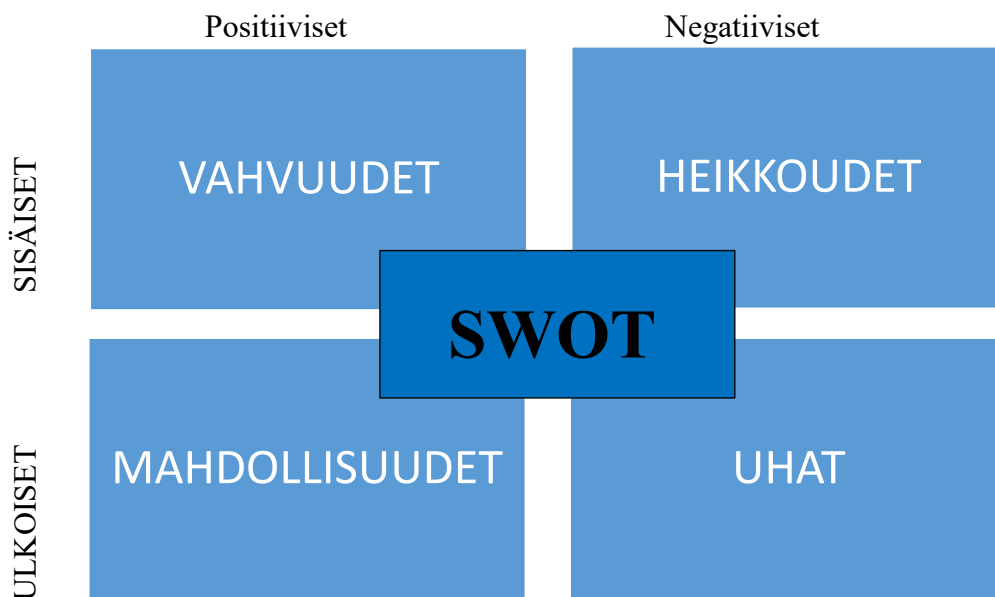 Positiiviset
Negatiiviset
SISÄISET
VAHVUUDET
HEIKKOUDET
SWOT
ULKOISET
MAHDOLLISUUDET
UHAT